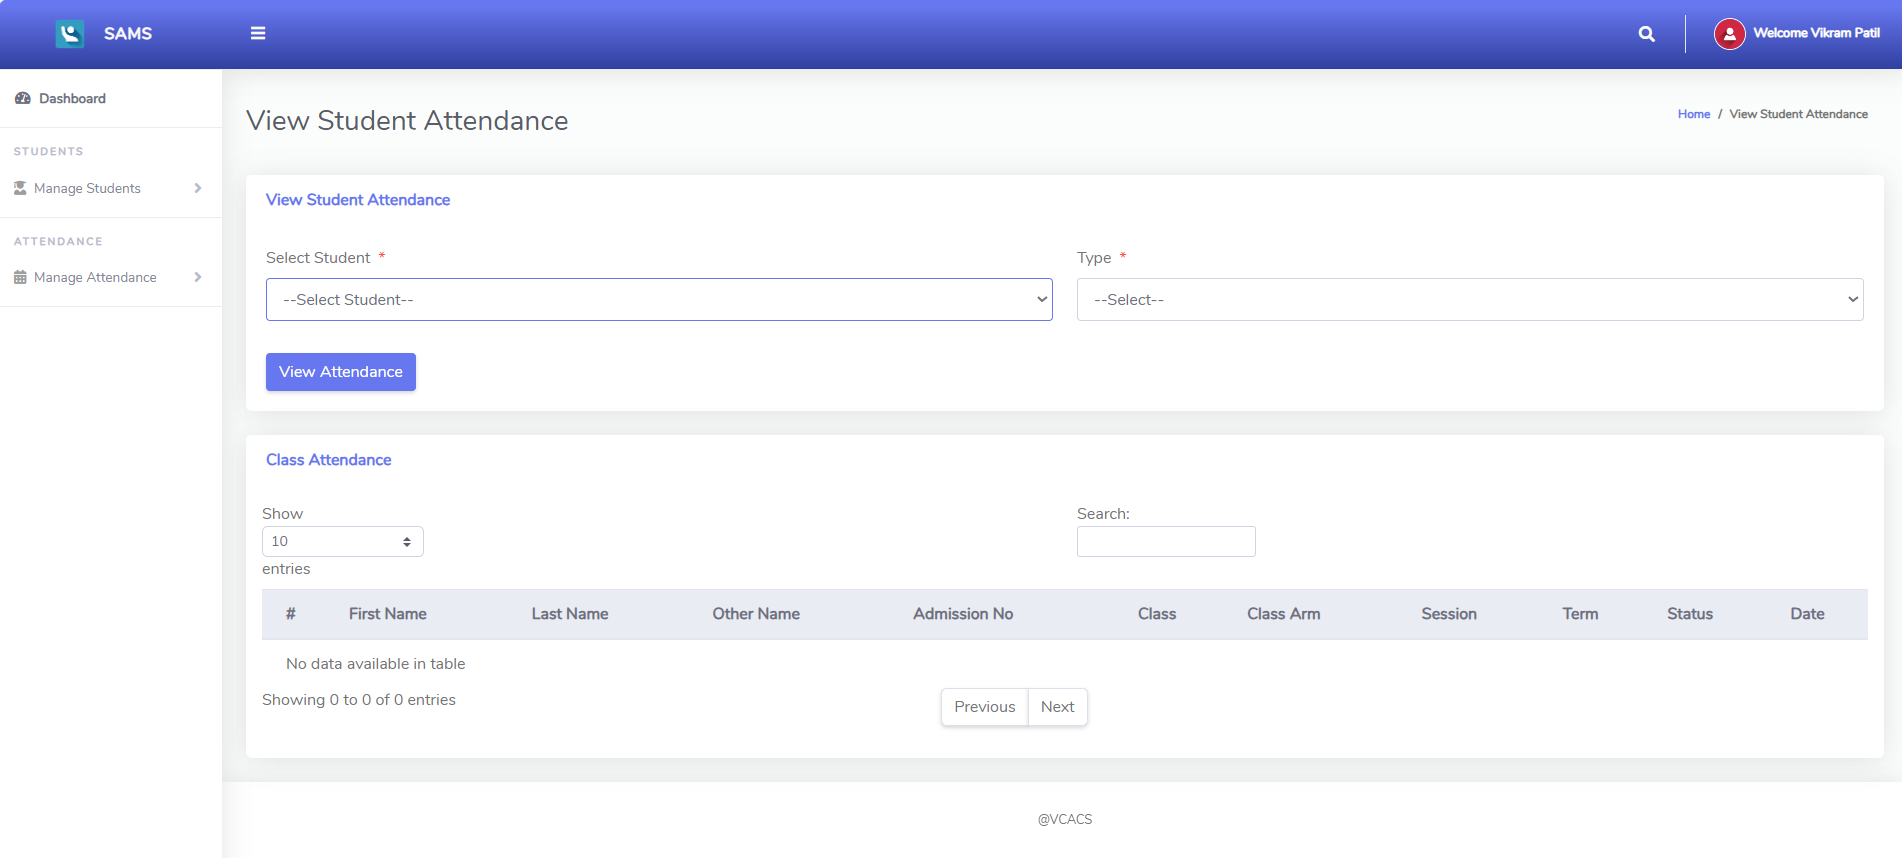 SAMS
Welcome Vikram Patil
Dashboard
STUDENTS
Manage Students
ATTENDANCE
Manage Attendance
View Student Attendance
Home / View Student Attendance
View Student Attendance
Select Student * Type *
--Select Student-- --Select--
View Attendance
Class Attendance
Show Search:
10
entries
# First Name Last Name Other Name Admission No Class Class Arm Session Term Status Date
No data available in table
Showing 0 to 0 of 0 entries
Previous Next
@VCACS